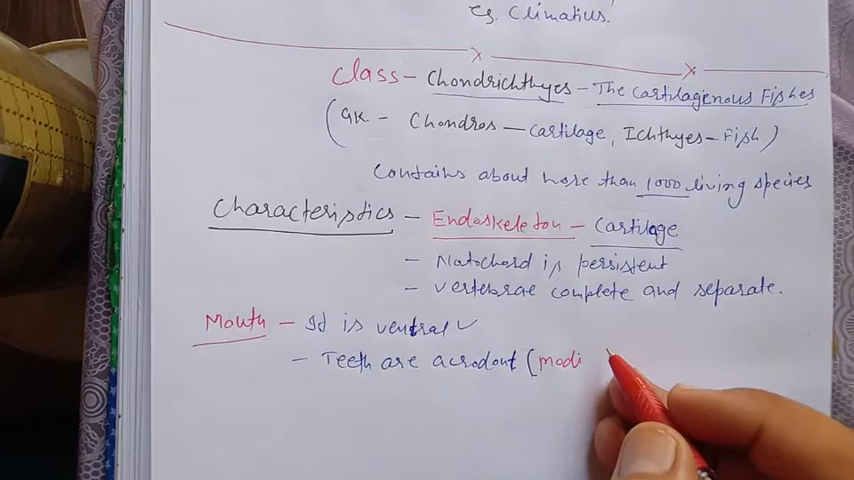 Eg. Climatius.
Class - Chondrichthyes - The Cartilagenous Fishes
(GK - Chondros - Cartilage, Ichthyes - Fish)
Contains about more than 1000 living species
Characteristics - Endoskeleton - Cartilage
- Notochord is persistent
- Vertebrae complete and separate.
Mouth - It is ventral ✓
- Teeth are acrodont (modi